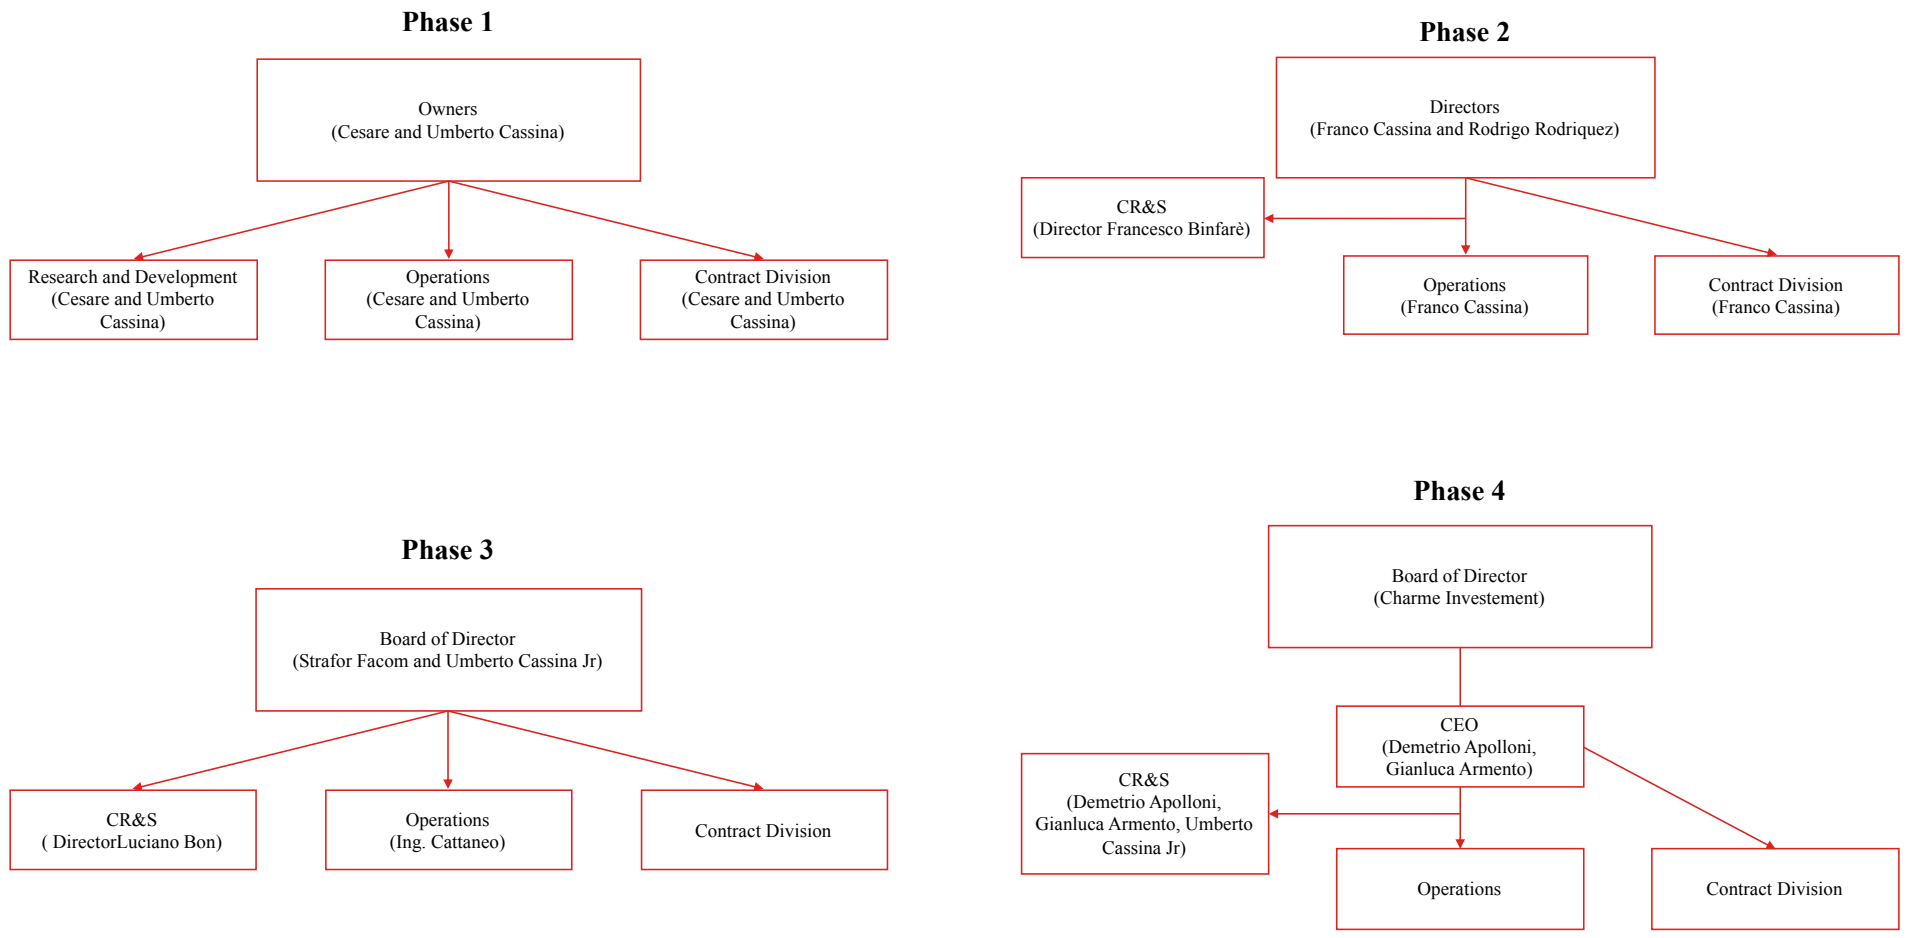 Phase 1
Owners
(Cesare and Umberto Cassina)
Research and Development
(Cesare and Umberto
Cassina)
Operations
(Cesare and Umberto
Cassina)
Contract Division
(Cesare and Umberto
Cassina)
Phase 2
Directors
(Franco Cassina and Rodrigo Rodriquez)
CR&S
(Director Francesco Binfarè)
Operations
(Franco Cassina)
Contract Division
(Franco Cassina)
Phase 3
Board of Director
(Strafor Facom and Umberto Cassina Jr)
CR&S
( DirectorLuciano Bon)
Operations
(Ing. Cattaneo)
Contract Division
Phase 4
Board of Director
(Charme Investement)
CEO
(Demetrio Apolloni,
Gianluca Armento)
CR&S
(Demetrio Apolloni,
Gianluca Armento, Umberto
Cassina Jr)
Operations
Contract Division